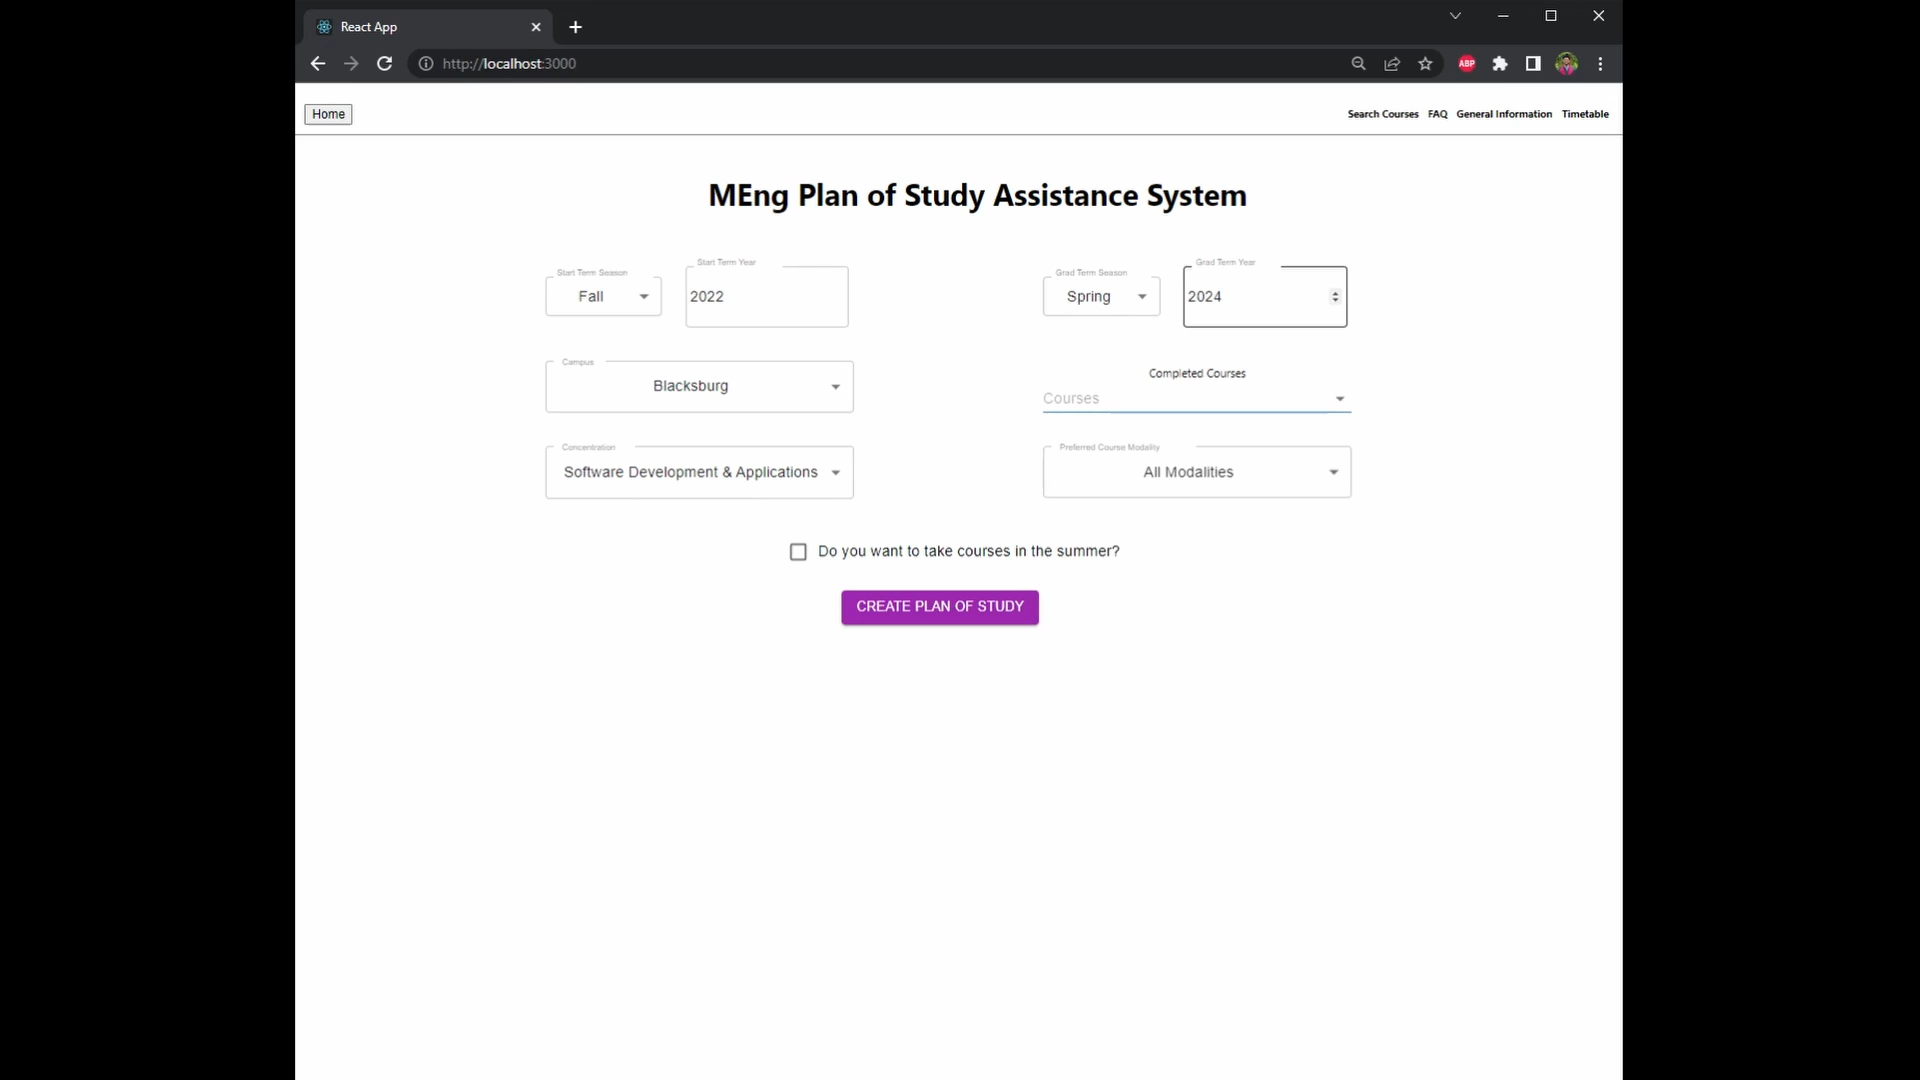 React App
http://localhost:3000
ABP
Home
Search Courses FAQ General Information Timetable
MEng Plan of Study Assistance System
Start Term Season
Fall
Start Term Year
2022
Grad Term Season
Spring
Grad Term Year
2024
Campus
Blacksburg
Completed Courses
Courses
Concentration
Software Development & Applications
Preferred Course Modality
All Modalities
Do you want to take courses in the summer?
CREATE PLAN OF STUDY